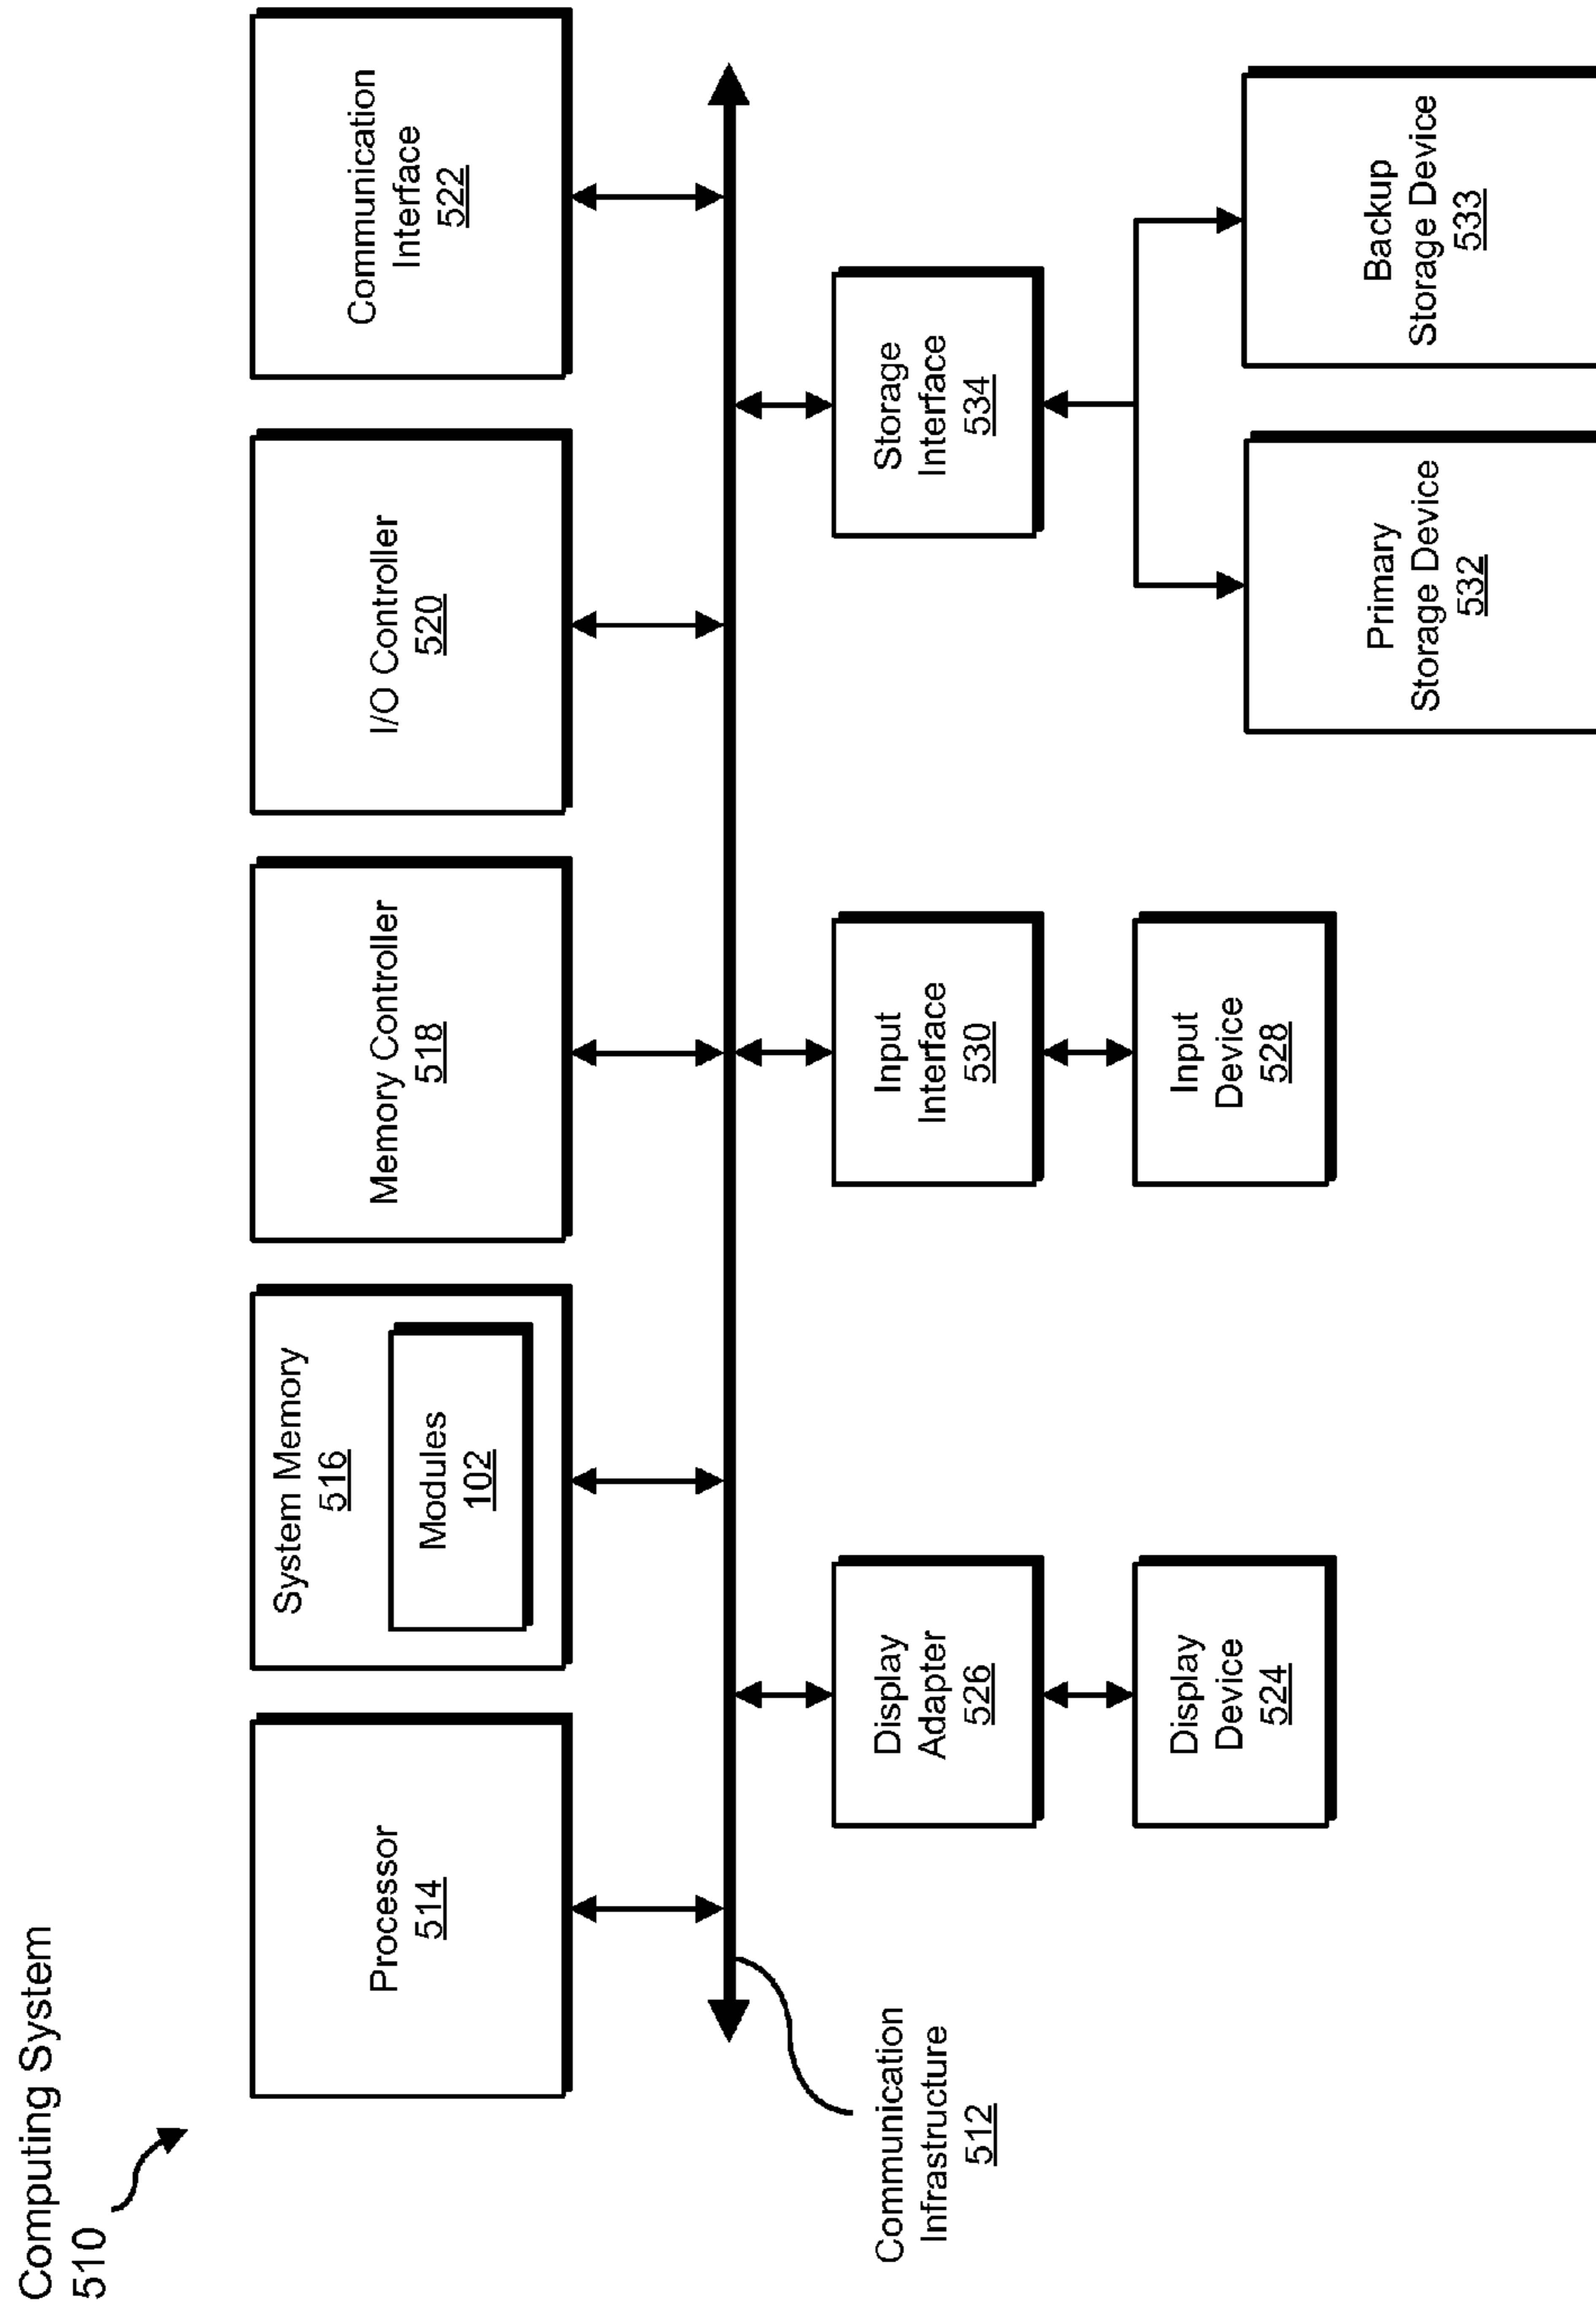 Computing System
510
Processor
514
System Memory
516
Modules
102
Memory Controller
518
I/O Controller
520
Communication
Interface
522
Communication
Infrastructure
512
Display
Adapter
526
Input
Interface
530
Storage
Interface
534
Display
Device
524
Input
Device
528
Primary
Storage Device
532
Backup
Storage Device
533